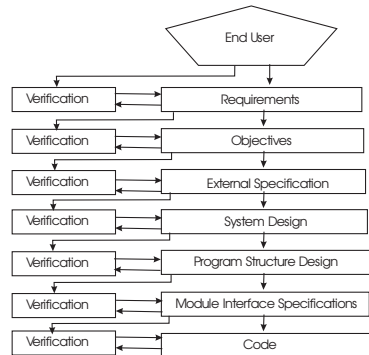 End User
Verification
Requirements
Verification
Objectives
Verification
External Specification
Verification
System Design
Verification
Program Structure Design
Verification
Module Interface Specifications
Verification
Code